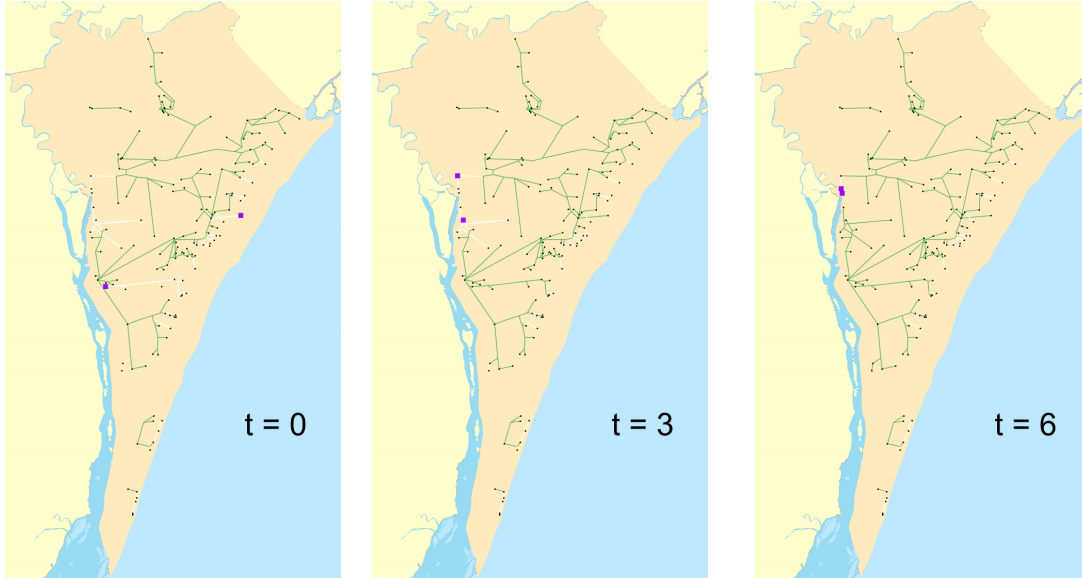 t = 0
t = 3
t = 6